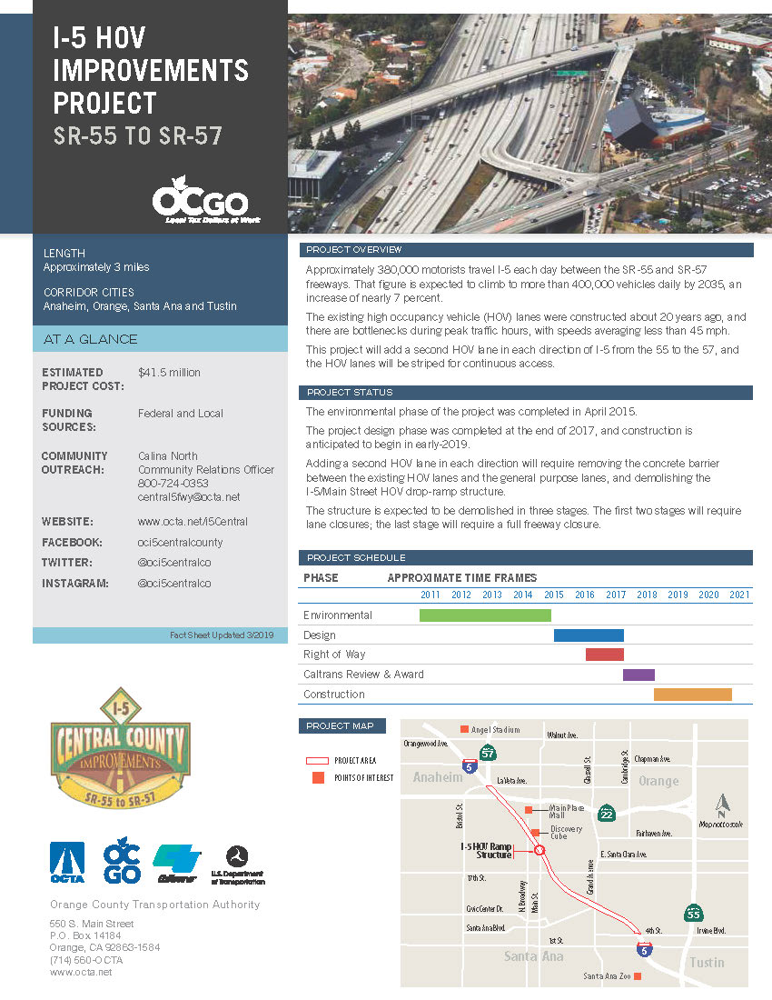 I-5 HOV
IMPROVEMENTS
PROJECT
SR-55 TO SR-57
OCGO
Local Tax Dollars at Work
LENGTH
Approximately 3 miles
CORRIDOR CITIES
Anaheim, Orange, Santa Ana and Tustin
AT A GLANCE
ESTIMATED PROJECT COST: $41.5 million
FUNDING SOURCES: Federal and Local
COMMUNITY OUTREACH: Calina North
Community Relations Officer
800-724-0353
central5fwy@octa.net
WEBSITE: www.octa.net/i5Central
FACEBOOK: oci5centralcounty
TWITTER: @oci5centralco
INSTAGRAM: @oci5centralco
Fact Sheet Updated 3/2019
PROJECT OVERVIEW
Approximately 380,000 motorists travel I-5 each day between the SR-55 and SR-57
freeways. That figure is expected to climb to more than 400,000 vehicles daily by 2035, an
increase of nearly 7 percent.
The existing high occupancy vehicle (HOV) lanes were constructed about 20 years ago, and
there are bottlenecks during peak traffic hours, with speeds averaging less than 45 mph.
This project will add a second HOV lane in each direction of I-5 from the 55 to the 57, and
the HOV lanes will be striped for continuous access.
PROJECT STATUS
The environmental phase of the project was completed in April 2015.
The project design phase was completed at the end of 2017, and construction is
anticipated to begin in early-2019.
Adding a second HOV lane in each direction will require removing the concrete barrier
between the existing HOV lanes and the general purpose lanes, and demolishing the
I-5/Main Street HOV drop-ramp structure.
The structure is expected to be demolished in three stages. The first two stages will require
lane closures; the last stage will require a full freeway closure.
PROJECT SCHEDULE
PHASE APPROXIMATE TIME FRAMES
2011 2012 2013 2014 2015 2016 2017 2018 2019 2020 2021
Environmental
Design
Right of Way
Caltrans Review & Award
Construction
PROJECT MAP
PROJECT AREA
POINTS OF INTEREST
Angel Stadium
Walnut Ave.
Orangewood Ave.
57
5
Chapman Ave.
Cambridge St.
Glassell St.
Anaheim
La Veta Ave.
Orange
Bristol St.
MainPlace
Mall
22
Map not to scale
Discovery
Cube
Fairhaven Ave.
I-5 HOV Ramp
Structure
E. Santa Clara Ave.
17th St.
N. Broadway
Main St.
Grand Avenue
Civic Center Dr.
55
Santa Ana Blvd.
4th St.
Irvine Blvd.
1st St.
5
Santa Ana
Tustin
Santa Ana Zoo
I-5
CENTRAL COUNTY
IMPROVEMENTS
SR-55 to SR-57
OCTA
OC
GO
Caltrans
U.S. Department
of Transportation
Orange County Transportation Authority
550 S. Main Street
P.O. Box 14184
Orange, CA 92863-1584
(714) 560-OCTA
www.octa.net